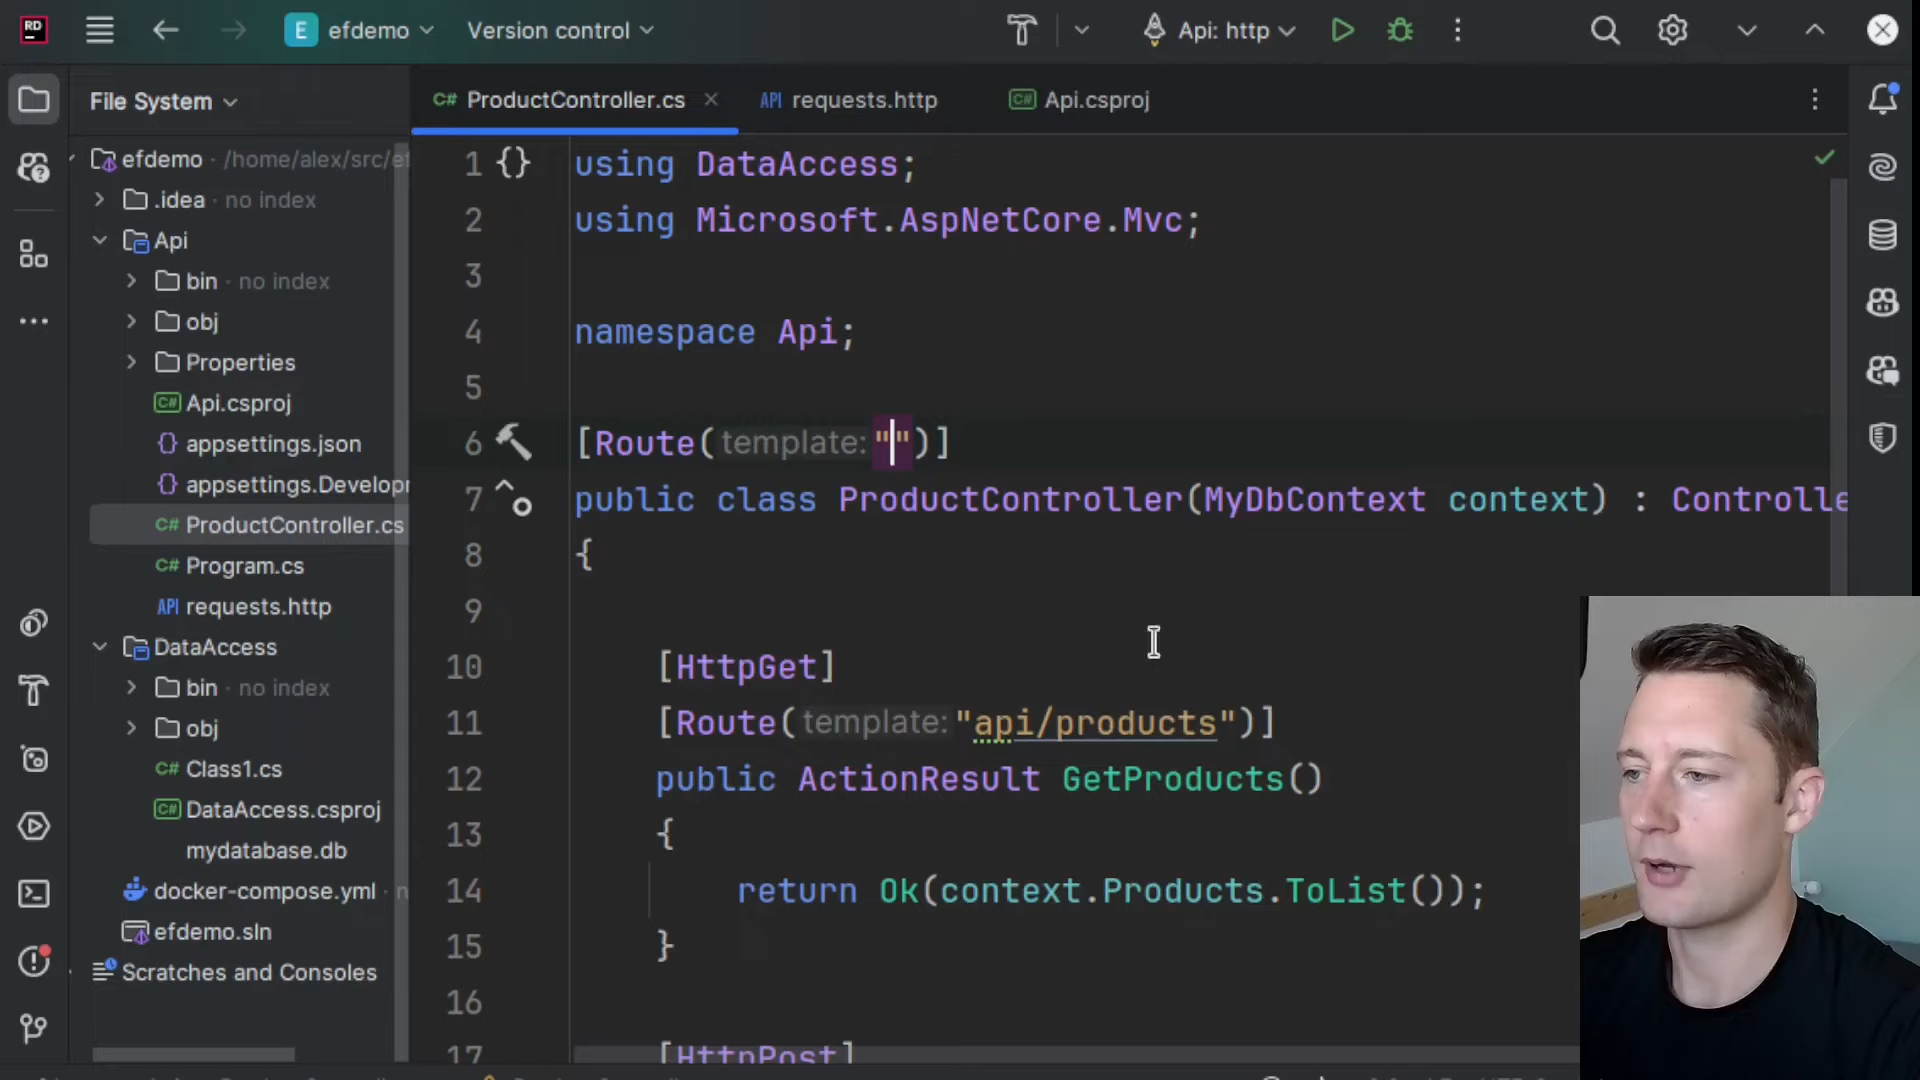 RD
E efdemo
Version control
Api: http
File System
C# ProductController.cs
API requests.http
C# Api.csproj
efdemo · /home/alex/src/ef
.idea · no index
Api
bin · no index
obj
Properties
C# Api.csproj
{} appsettings.json
{} appsettings.Develop
C# ProductController.cs
C# Program.cs
API requests.http
DataAccess
bin · no index
obj
C# Class1.cs
C# DataAccess.csproj
mydatabase.db
docker-compose.yml
efdemo.sln
Scratches and Consoles
1 {} using DataAccess;
2 using Microsoft.AspNetCore.Mvc;
3
4 namespace Api;
5
6 [Route( template: "")]
7 public class ProductController(MyDbContext context) : Controlle
8 {
9
10 [HttpGet]
11 [Route( template: "api/products")]
12 public ActionResult GetProducts()
13 {
14 return Ok(context.Products.ToList());
15 }
16
17 [HttpPost]